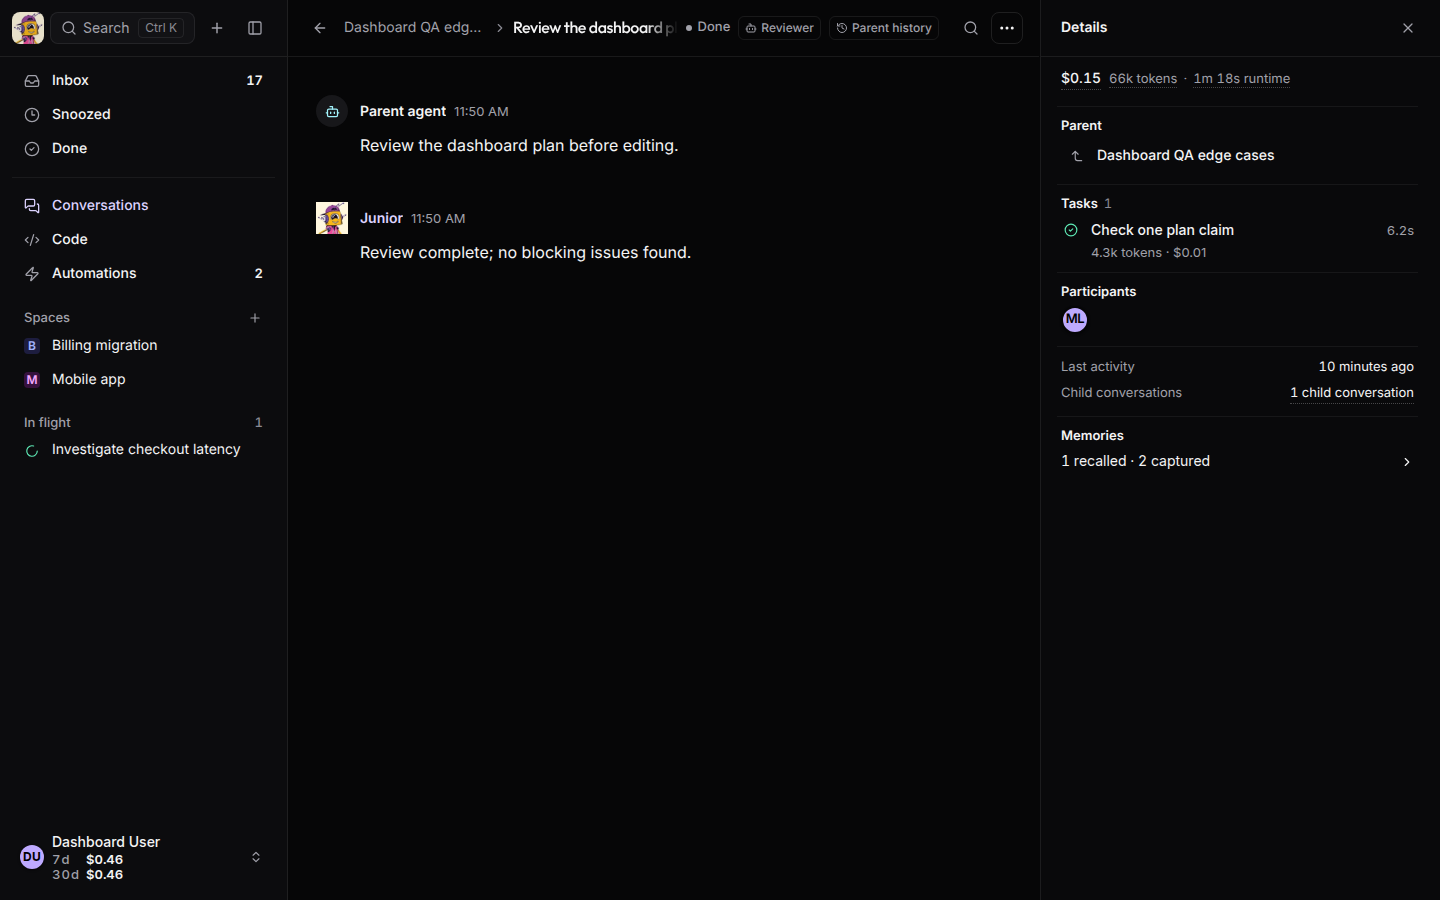 Search Ctrl K
Inbox 17
Snoozed
Done
Conversations
Code
Automations 2
Spaces
B Billing migration
M Mobile app
In flight 1
Investigate checkout latency
DU Dashboard User
7d $0.46
30d $0.46
Dashboard QA edg... Review the dashboard pl Done Reviewer Parent history
Parent agent 11:50 AM
Review the dashboard plan before editing.
Junior 11:50 AM
Review complete; no blocking issues found.
Details
$0.15 66k tokens · 1m 18s runtime
Parent
Dashboard QA edge cases
Tasks 1
Check one plan claim 6.2s
4.3k tokens · $0.01
Participants
ML
Last activity 10 minutes ago
Child conversations 1 child conversation
Memories
1 recalled · 2 captured